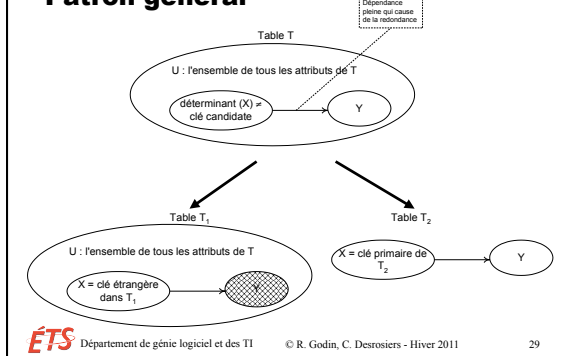 Patron général
Dépendance
pleine qui cause
de la redondance
Table T
U : l'ensemble de tous les attributs de T
déterminant (X) ≠
clé candidate
Y
Table T1
Table T2
U : l'ensemble de tous les attributs de T
X = clé étrangère
dans T1
Y
X = clé primaire de
T2
Y
ÉTS Département de génie logiciel et des TI © R. Godin, C. Desrosiers - Hiver 2011 29